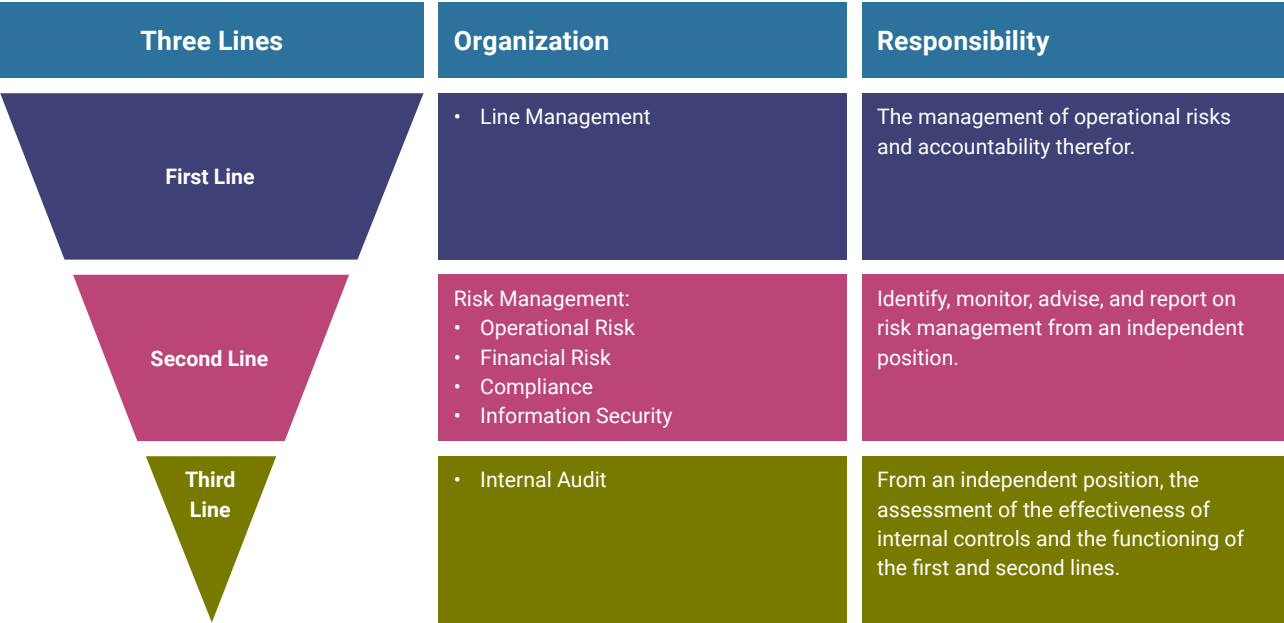 Three Lines
Organization
Responsibility
First Line
• Line Management
The management of operational risks
and accountability therefor.
Second Line
Risk Management:
• Operational Risk
• Financial Risk
• Compliance
• Information Security
Identify, monitor, advise, and report on
risk management from an independent
position.
Third
Line
• Internal Audit
From an independent position, the
assessment of the effectiveness of
internal controls and the functioning of
the first and second lines.